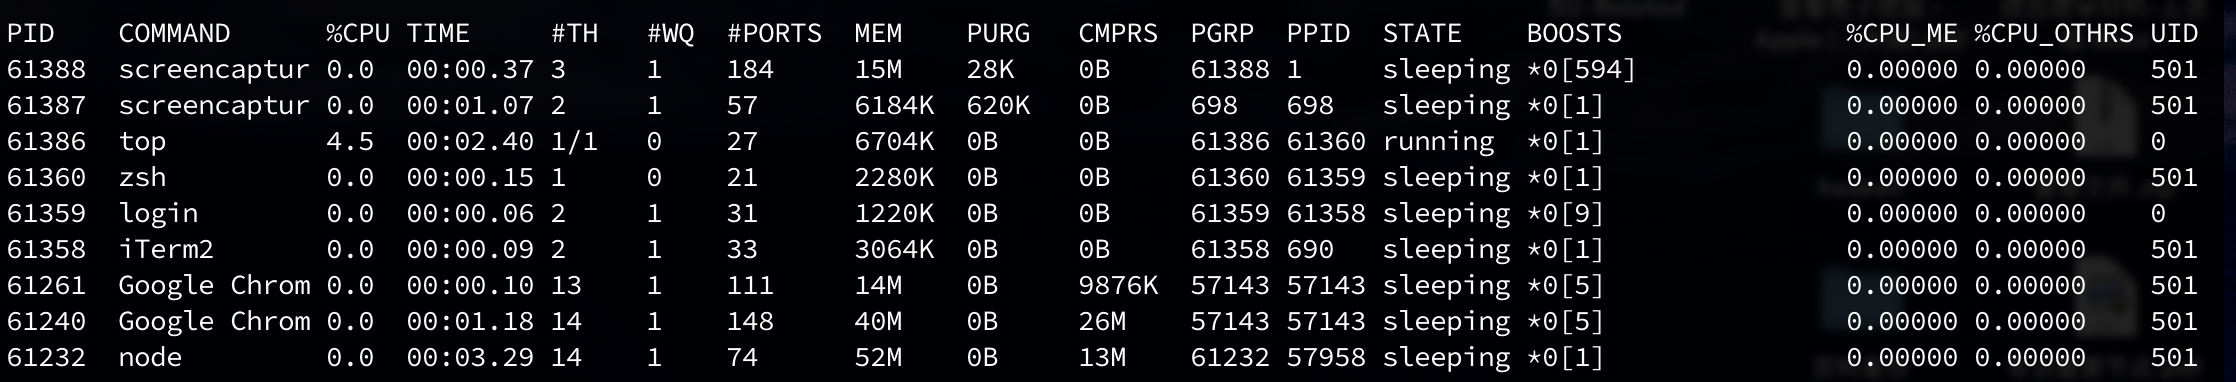 PID COMMAND %CPU TIME #TH #WQ #PORTS MEM PURG CMPRS PGRP PPID STATE BOOSTS %CPU_ME %CPU_OTHRS UID
61388 screencaptur 0.0 00:00.37 3 1 184 15M 28K 0B 61388 1 sleeping *0[594] 0.00000 0.00000 501
61387 screencaptur 0.0 00:01.07 2 1 57 6184K 620K 0B 698 698 sleeping *0[1] 0.00000 0.00000 501
61386 top 4.5 00:02.40 1/1 0 27 6704K 0B 0B 61386 61360 running *0[1] 0.00000 0.00000 0
61360 zsh 0.0 00:00.15 1 0 21 2280K 0B 0B 61360 61359 sleeping *0[1] 0.00000 0.00000 501
61359 login 0.0 00:00.06 2 1 31 1220K 0B 0B 61359 61358 sleeping *0[9] 0.00000 0.00000 0
61358 iTerm2 0.0 00:00.09 2 1 33 3064K 0B 0B 61358 690 sleeping *0[1] 0.00000 0.00000 501
61261 Google Chrom 0.0 00:00.10 13 1 111 14M 0B 9876K 57143 57143 sleeping *0[5] 0.00000 0.00000 501
61240 Google Chrom 0.0 00:01.18 14 1 148 40M 0B 26M 57143 57143 sleeping *0[5] 0.00000 0.00000 501
61232 node 0.0 00:03.29 14 1 74 52M 0B 13M 61232 57958 sleeping *0[1] 0.00000 0.00000 501